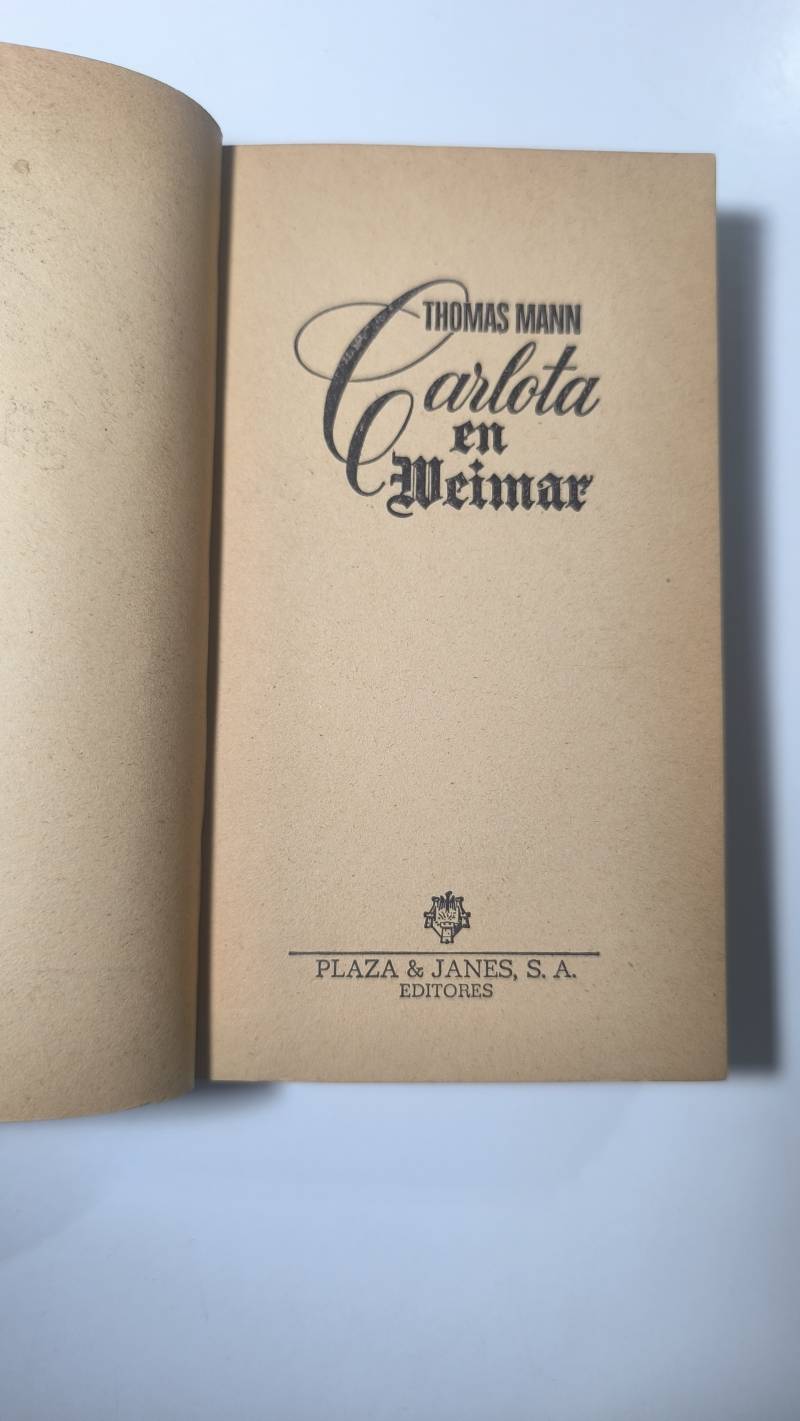 THOMAS MANN
Carlota
en
Weimar
PLAZA & JANES, S. A.
EDITORES